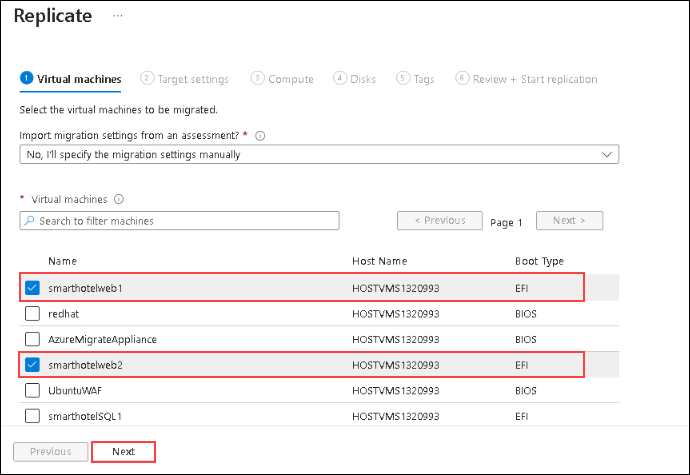 Replicate ...
1 Virtual machines 2 Target settings 3 Compute 4 Disks 5 Tags 6 Review + Start replication
Select the virtual machines to be migrated.
Import migration settings from an assessment? *
No, I'll specify the migration settings manually
* Virtual machines
Search to filter machines < Previous Page 1 Next >
Name Host Name Boot Type
smarthotelweb1 HOSTVMS1320993 EFI
redhat HOSTVMS1320993 BIOS
AzureMigrateAppliance HOSTVMS1320993 BIOS
smarthotelweb2 HOSTVMS1320993 EFI
UbuntuWAF HOSTVMS1320993 BIOS
smarthotelSQL1 HOSTVMS1320993 EFI
Previous Next